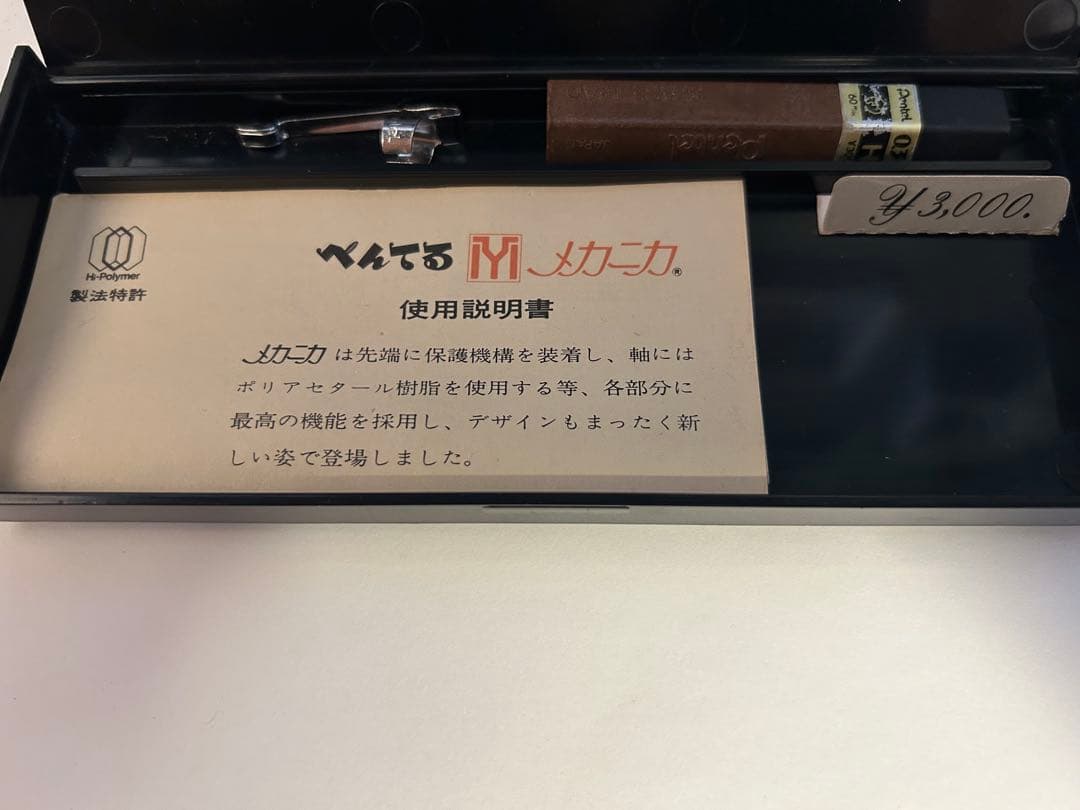 Pentel
JAPAN
Pentel
03
H
¥3,000.
Hi-Polymer
製法特許
ぺんてる メカニカ®
使用説明書
メカニカは先端に保護機構を装着し、軸には
ポリアセタール樹脂を使用する等、各部分に
最高の機能を採用し、デザインもまったく新
しい姿で登場しました。